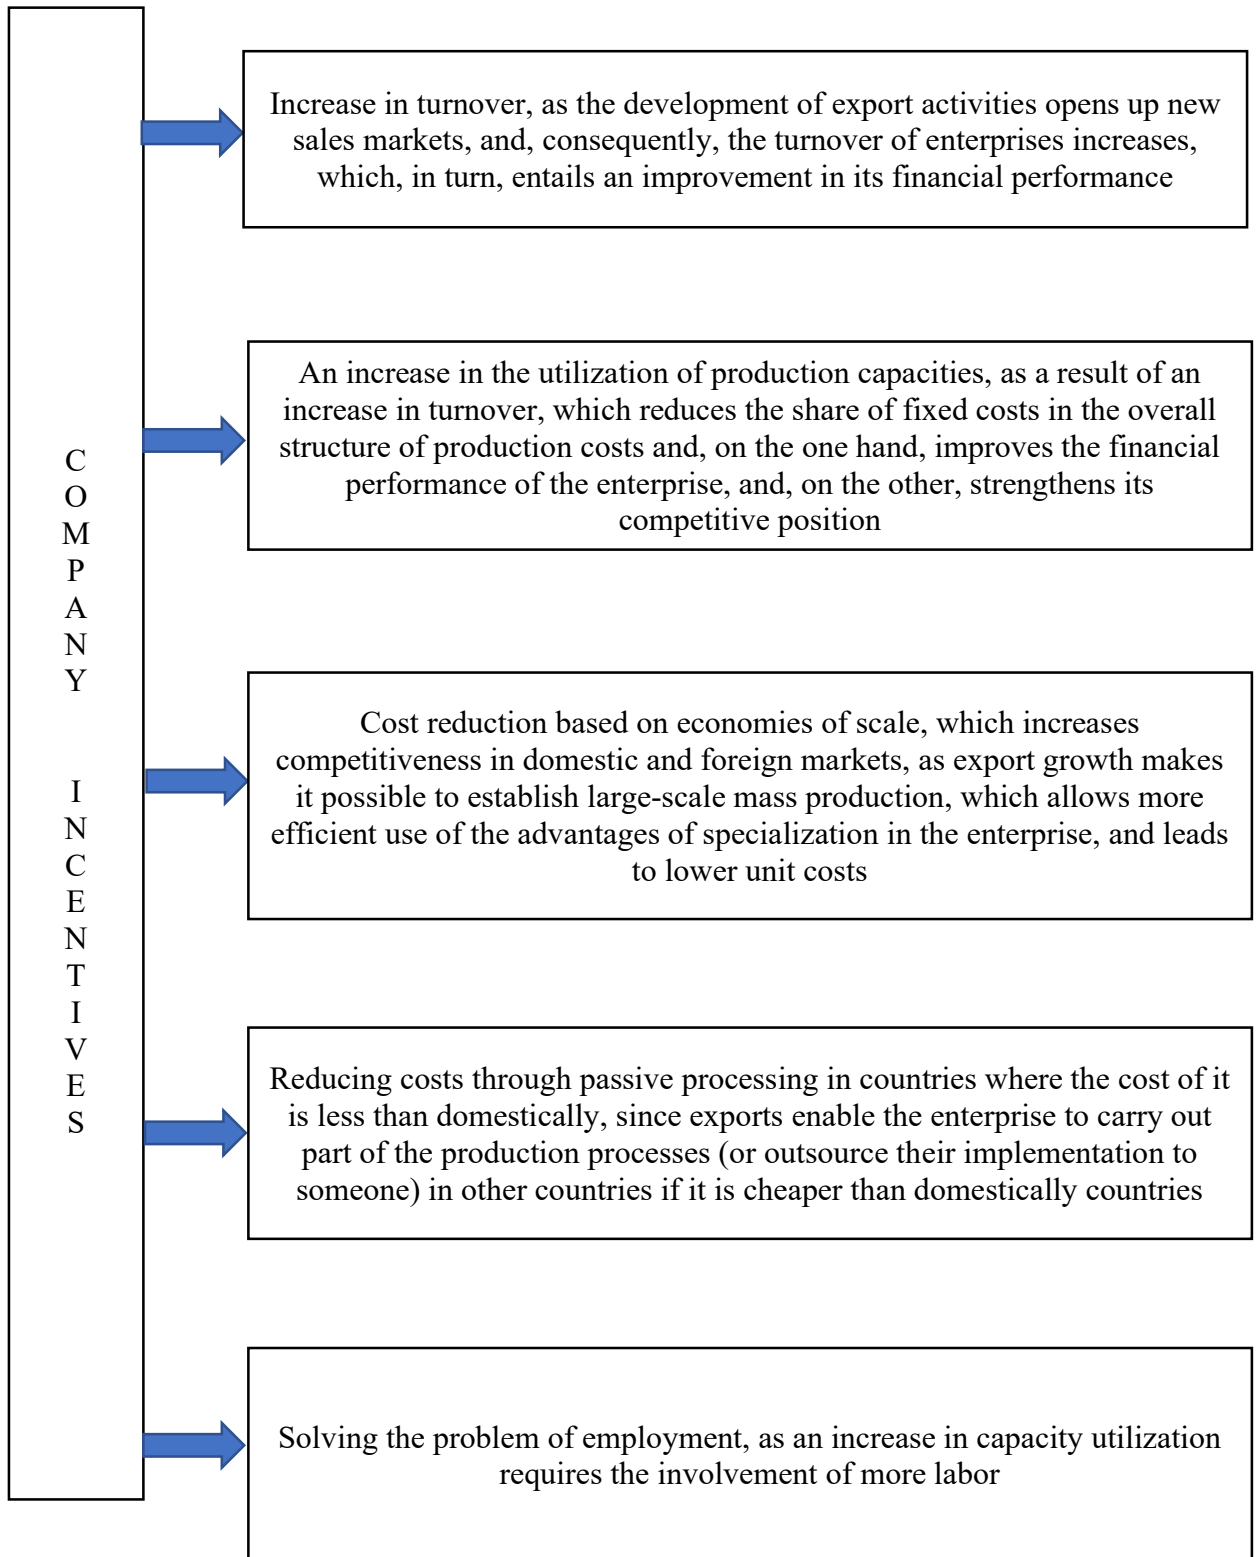 COMPANY INCENTIVES
Increase in turnover, as the development of export activities opens up new
sales markets, and, consequently, the turnover of enterprises increases,
which, in turn, entails an improvement in its financial performance
An increase in the utilization of production capacities, as a result of an
increase in turnover, which reduces the share of fixed costs in the overall
structure of production costs and, on the one hand, improves the financial
performance of the enterprise, and, on the other, strengthens its
competitive position
Cost reduction based on economies of scale, which increases
competitiveness in domestic and foreign markets, as export growth makes
it possible to establish large-scale mass production, which allows more
efficient use of the advantages of specialization in the enterprise, and leads
to lower unit costs
Reducing costs through passive processing in countries where the cost of it
is less than domestically, since exports enable the enterprise to carry out
part of the production processes (or outsource their implementation to
someone) in other countries if it is cheaper than domestically countries
Solving the problem of employment, as an increase in capacity utilization
requires the involvement of more labor